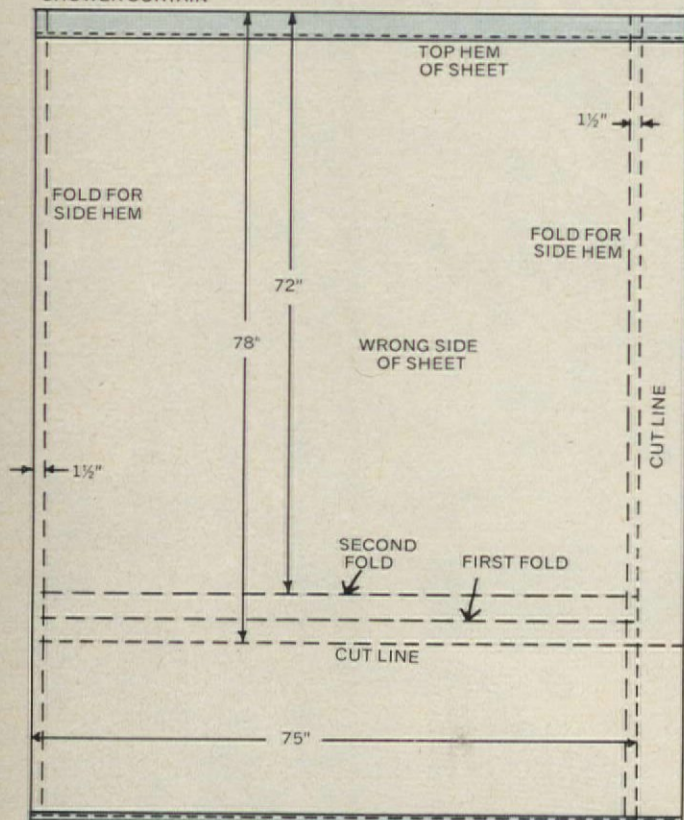 TOP HEM
OF SHEET
1½"
FOLD FOR
SIDE HEM
FOLD FOR
SIDE HEM
72"
78"
WRONG SIDE
OF SHEET
CUT LINE
1½"
SECOND
FOLD
FIRST FOLD
CUT LINE
75"